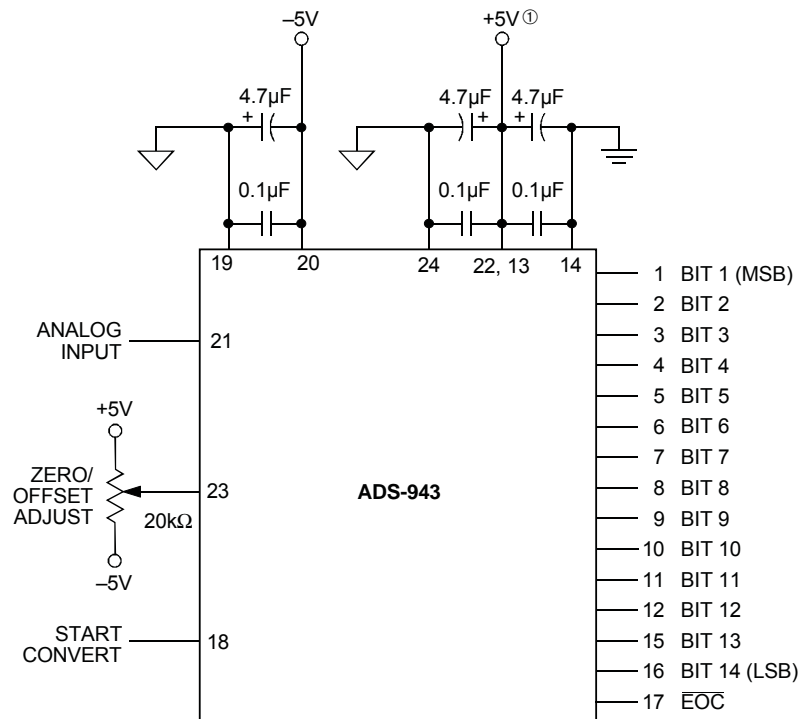 –5V
+5V ①
4.7µF
4.7µF
4.7µF
+
+
+
0.1µF
0.1µF
0.1µF
19
20
24
22, 13
14
ANALOG
INPUT
21
+5V
ZERO/
OFFSET
ADJUST
20kΩ
23
–5V
START
CONVERT
18
ADS-943
1 BIT 1 (MSB)
2 BIT 2
3 BIT 3
4 BIT 4
5 BIT 5
6 BIT 6
7 BIT 7
8 BIT 8
9 BIT 9
10 BIT 10
11 BIT 11
12 BIT 12
15 BIT 13
16 BIT 14 (LSB)
17 E̅O̅C̅